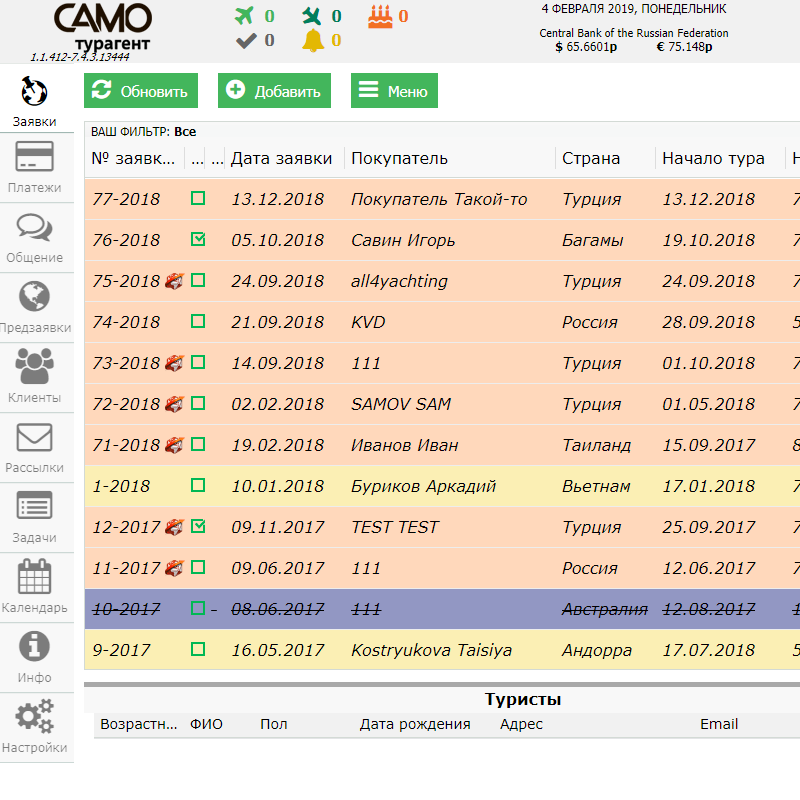 САМО
турагент
1.1.412-7.4.3.13444
0 0 0
0 0
4 ФЕВРАЛЯ 2019, ПОНЕДЕЛЬНИК
Central Bank of the Russian Federation
$ 65.6601р € 75.148р
Заявки
Платежи
Общение
Предзаявки
Клиенты
Рассылки
Задачи
Календарь
Инфо
Настройки
Обновить Добавить Меню
ВАШ ФИЛЬТР: Все
№ заявк... ... ... Дата заявки Покупатель Страна Начало тура Н
77-2018 13.12.2018 Покупатель Такой-то Турция 13.12.2018 7
76-2018 05.10.2018 Савин Игорь Багамы 19.10.2018 7
75-2018 24.09.2018 all4yachting Турция 24.09.2018 7
74-2018 21.09.2018 KVD Россия 28.09.2018 5
73-2018 14.09.2018 111 Турция 01.10.2018 7
72-2018 02.02.2018 SAMOV SAM Турция 01.05.2018 7
71-2018 19.02.2018 Иванов Иван Таиланд 15.09.2017 8
1-2018 10.01.2018 Буриков Аркадий Вьетнам 17.01.2018 7
12-2017 09.11.2017 TEST TEST Турция 25.09.2017 7
11-2017 09.06.2017 111 Россия 12.06.2017 7
10-2017 - 08.06.2017 111 Австралия 12.08.2017 1
9-2017 16.05.2017 Kostryukova Taisiya Андорра 17.07.2018 5
Туристы
Возрастн... ФИО Пол Дата рождения Адрес Email